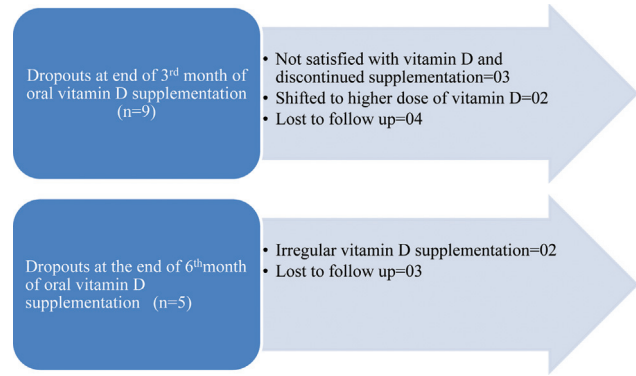 Dropouts at end of 3rd month of
oral vitamin D supplementation
(n=9)
• Not satisfied with vitamin D and
discontinued supplementation=03
• Shifted to higher dose of vitamin D=02
• Lost to follow up=04
Dropouts at the end of 6thmonth
of oral vitamin D
supplementation (n=5)
• Irregular vitamin D supplementation=02
• Lost to follow up=03